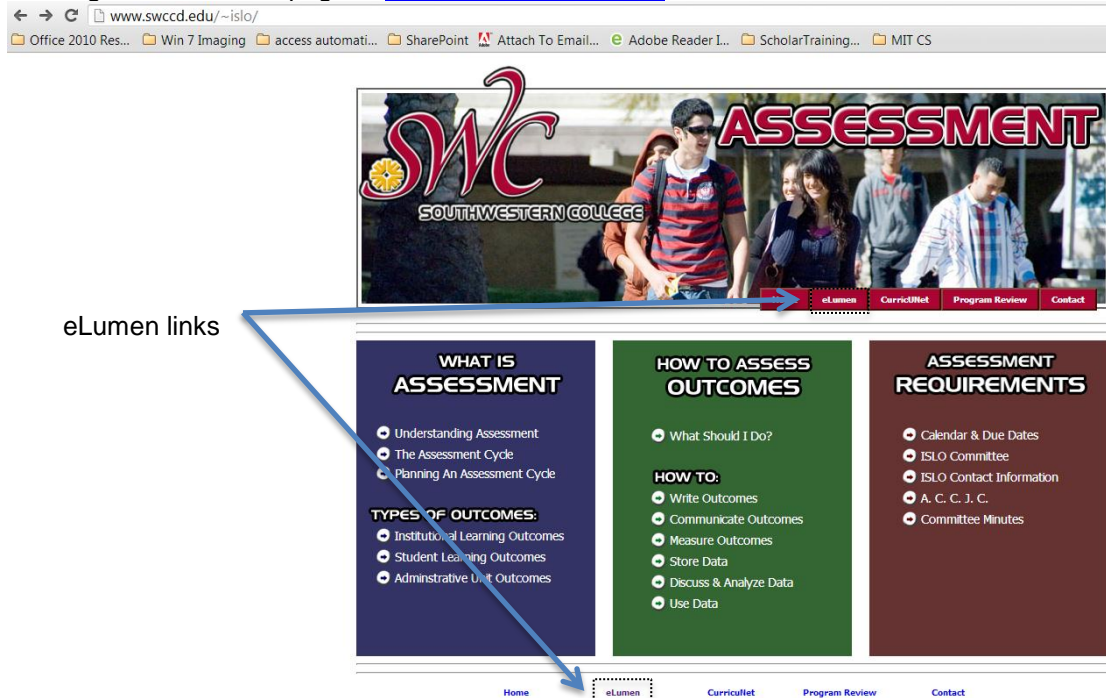 www.swccd.edu/~islo/
Office 2010 Res... Win 7 Imaging access automati... SharePoint Attach To Email... Adobe Reader I... ScholarTraining... MIT CS
SWC
SOUTHWESTERN COLLEGE
ASSESSMENT
eLumen CurricUNet Program Review Contact
eLumen links
WHAT IS
ASSESSMENT
Understanding Assessment
The Assessment Cycle
Planning An Assessment Cycle
TYPES OF OUTCOMES:
Institutional Learning Outcomes
Student Learning Outcomes
Adminstrative Unit Outcomes
HOW TO ASSESS
OUTCOMES
What Should I Do?
HOW TO:
Write Outcomes
Communicate Outcomes
Measure Outcomes
Store Data
Discuss & Analyze Data
Use Data
ASSESSMENT
REQUIREMENTS
Calendar & Due Dates
ISLO Committee
ISLO Contact Information
A. C. C. J. C.
Committee Minutes
Home eLumen CurricuNet Program Review Contact